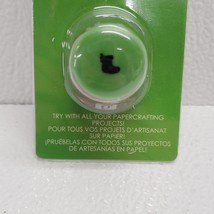 TRY WITH ALL YOUR PAPERCRAFTING
PROJECTS!
POUR TOUS VOS PROJETS D'ARTISANAT
SUR PAPIER!
¡PRUÉBELAS CON TODOS SUS PROYECTOS
DE ARTESANÍAS EN PAPEL!